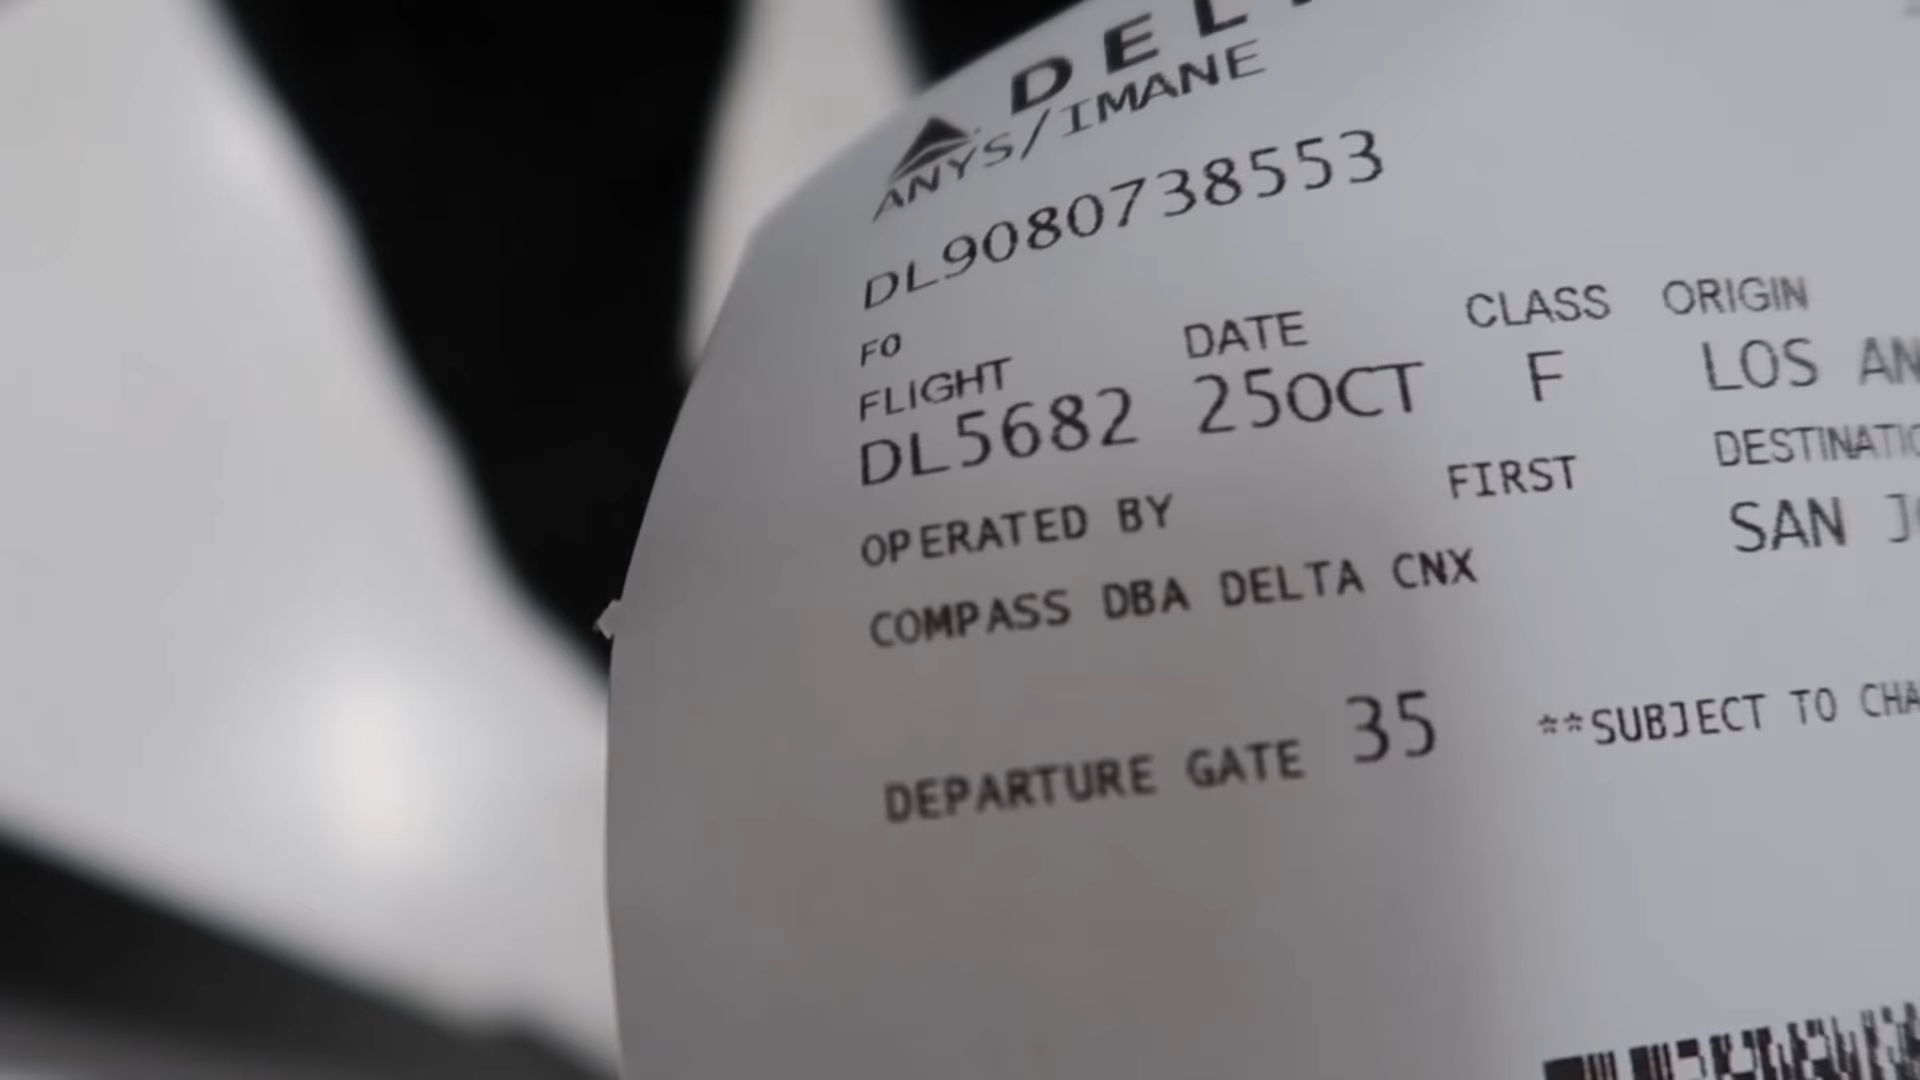 DEL
ANYS/IMANE
DL9080738553
F0
FLIGHT DATE CLASS ORIGIN
DL5682 25OCT F LOS AN
FIRST DESTINATIO
OPERATED BY SAN J
COMPASS DBA DELTA CNX
DEPARTURE GATE 35 **SUBJECT TO CHA